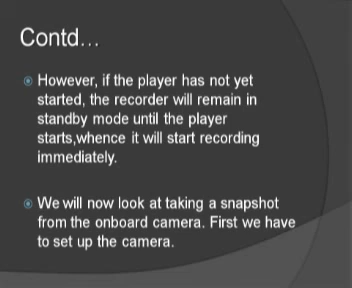 Contd...
However, if the player has not yet
started, the recorder will remain in
standby mode until the player
starts,whence it will start recording
immediately.
We will now look at taking a snapshot
from the onboard camera. First we have
to set up the camera.